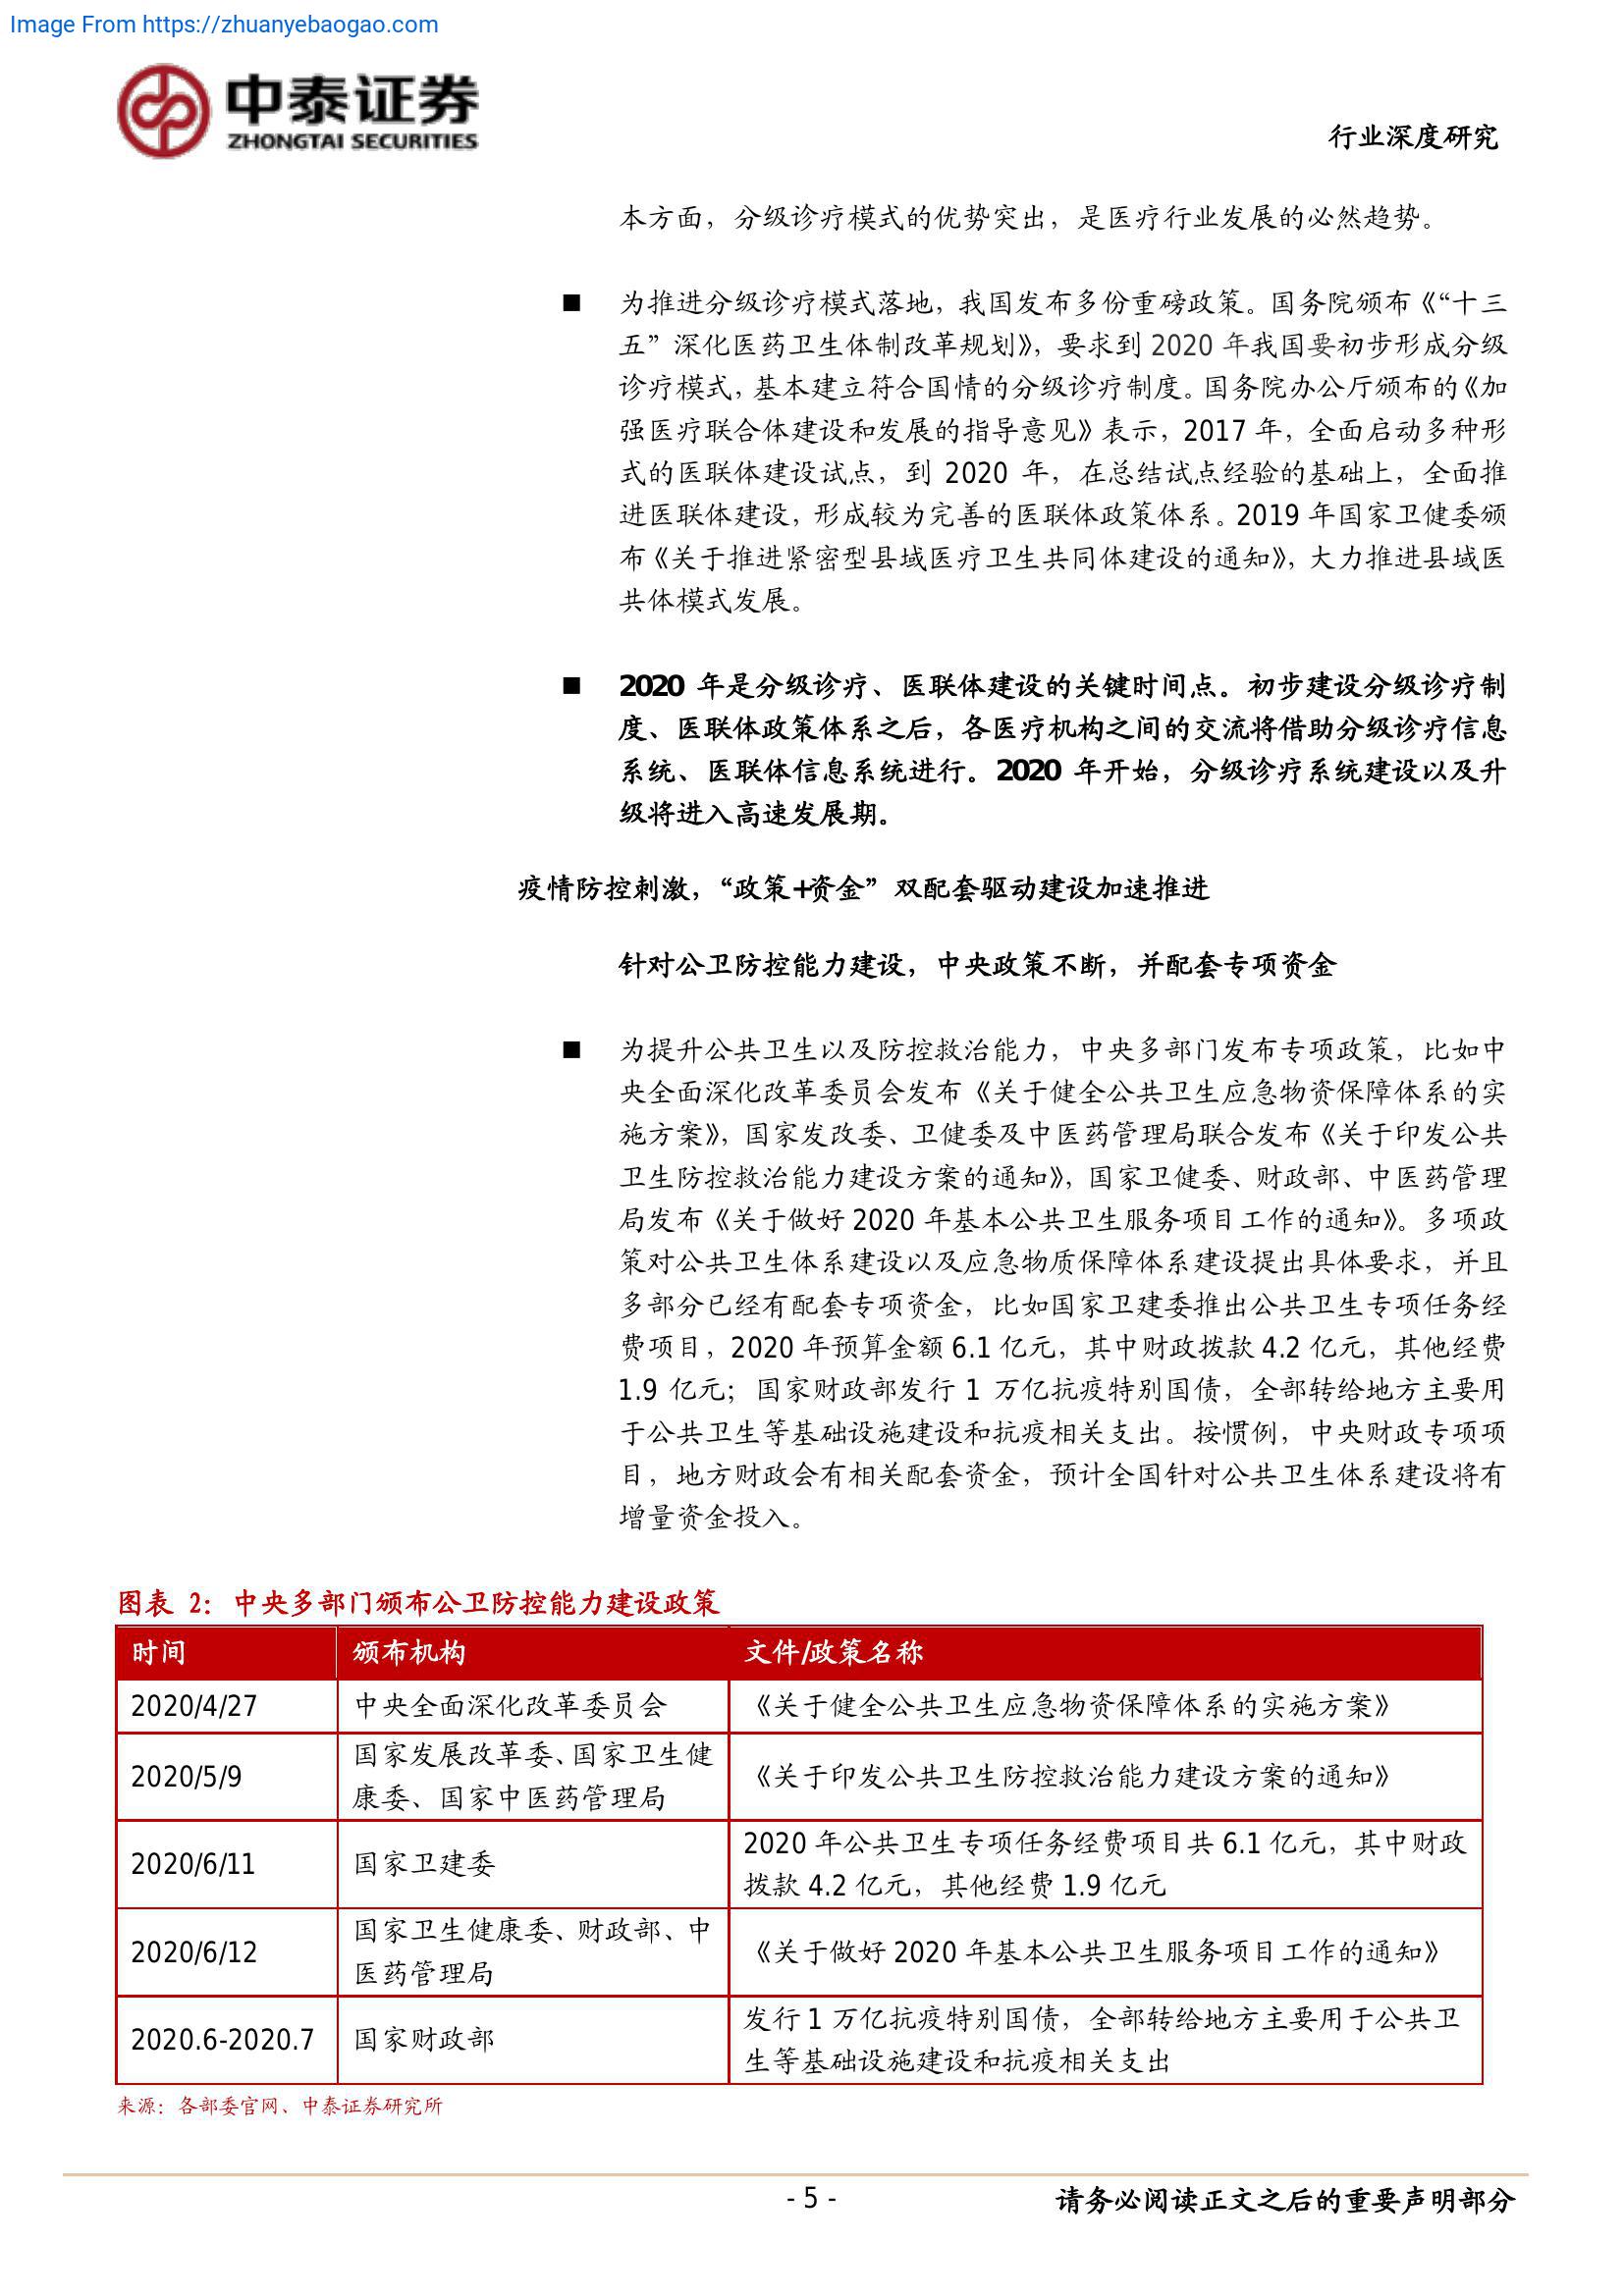 Image From https://zhuanyebaogao.com
中泰证券
ZHONGTAI SECURITIES
行业深度研究
本方面，分级诊疗模式的优势突出，是医疗行业发展的必然趋势。
■ 为推进分级诊疗模式落地，我国发布多份重磅政策。国务院颁布《“十三
五”深化医药卫生体制改革规划》，要求到 2020 年我国要初步形成分级
诊疗模式，基本建立符合国情的分级诊疗制度。国务院办公厅颁布的《加
强医疗联合体建设和发展的指导意见》表示，2017 年，全面启动多种形
式的医联体建设试点，到 2020 年，在总结试点经验的基础上，全面推
进医联体建设，形成较为完善的医联体政策体系。2019 年国家卫健委颁
布《关于推进紧密型县域医疗卫生共同体建设的通知》，大力推进县域医
共体模式发展。
■ 2020 年是分级诊疗、医联体建设的关键时间点。初步建设分级诊疗制
度、医联体政策体系之后，各医疗机构之间的交流将借助分级诊疗信息
系统、医联体信息系统进行。2020 年开始，分级诊疗系统建设以及升
级将进入高速发展期。
疫情防控刺激，“政策+资金”双配套驱动建设加速推进
针对公卫防控能力建设，中央政策不断，并配套专项资金
■ 为提升公共卫生以及防控救治能力，中央多部门发布专项政策，比如中
央全面深化改革委员会发布《关于健全公共卫生应急物资保障体系的实
施方案》，国家发改委、卫健委及中医药管理局联合发布《关于印发公共
卫生防控救治能力建设方案的通知》，国家卫健委、财政部、中医药管理
局发布《关于做好 2020 年基本公共卫生服务项目工作的通知》。多项政
策对公共卫生体系建设以及应急物质保障体系建设提出具体要求，并且
多部分已经有配套专项资金，比如国家卫建委推出公共卫生专项任务经
费项目，2020 年预算金额 6.1 亿元，其中财政拨款 4.2 亿元，其他经费
1.9 亿元；国家财政部发行 1 万亿抗疫特别国债，全部转给地方主要用
于公共卫生等基础设施建设和抗疫相关支出。按惯例，中央财政专项项
目，地方财政会有相关配套资金，预计全国针对公共卫生体系建设将有
增量资金投入。
图表 2：中央多部门颁布公卫防控能力建设政策
时间 颁布机构 文件/政策名称
2020/4/27 中央全面深化改革委员会 《关于健全公共卫生应急物资保障体系的实施方案》
2020/5/9 国家发展改革委、国家卫生健
康委、国家中医药管理局 《关于印发公共卫生防控救治能力建设方案的通知》
2020/6/11 国家卫建委 2020 年公共卫生专项任务经费项目共 6.1 亿元，其中财政
拨款 4.2 亿元，其他经费 1.9 亿元
2020/6/12 国家卫生健康委、财政部、中
医药管理局 《关于做好 2020 年基本公共卫生服务项目工作的通知》
2020.6-2020.7 国家财政部 发行 1 万亿抗疫特别国债，全部转给地方主要用于公共卫
生等基础设施建设和抗疫相关支出
来源：各部委官网、中泰证券研究所
- 5 -
请务必阅读正文之后的重要声明部分